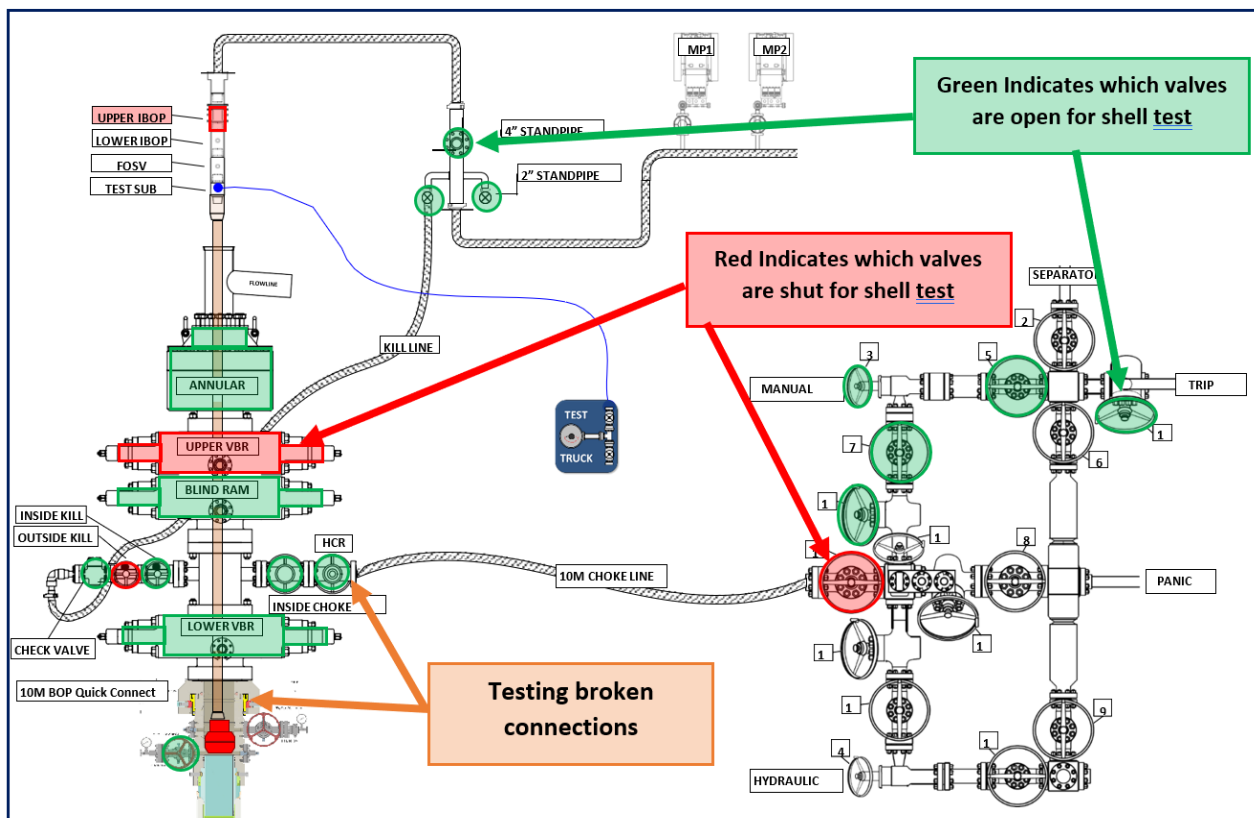 MP1
MP2
Green Indicates which valves
are open for shell test
UPPER IBOP
LOWER IBOP
FOSV
TEST SUB
4” STANDPIPE
2” STANDPIPE
FLOWLINE
Red Indicates which valves
are shut for shell test
SEPARATOR
2
KILL LINE
3
5
MANUAL
TRIP
ANNULAR
1
TEST
TRUCK
UPPER VBR
7
6
BLIND RAM
INSIDE KILL
OUTSIDE KILL
HCR
1
1
1
8
10M CHOKE LINE
PANIC
INSIDE CHOKE
LOWER VBR
1
CHECK VALVE
1
10M BOP Quick Connect
Testing broken
connections
1
9
4
1
HYDRAULIC